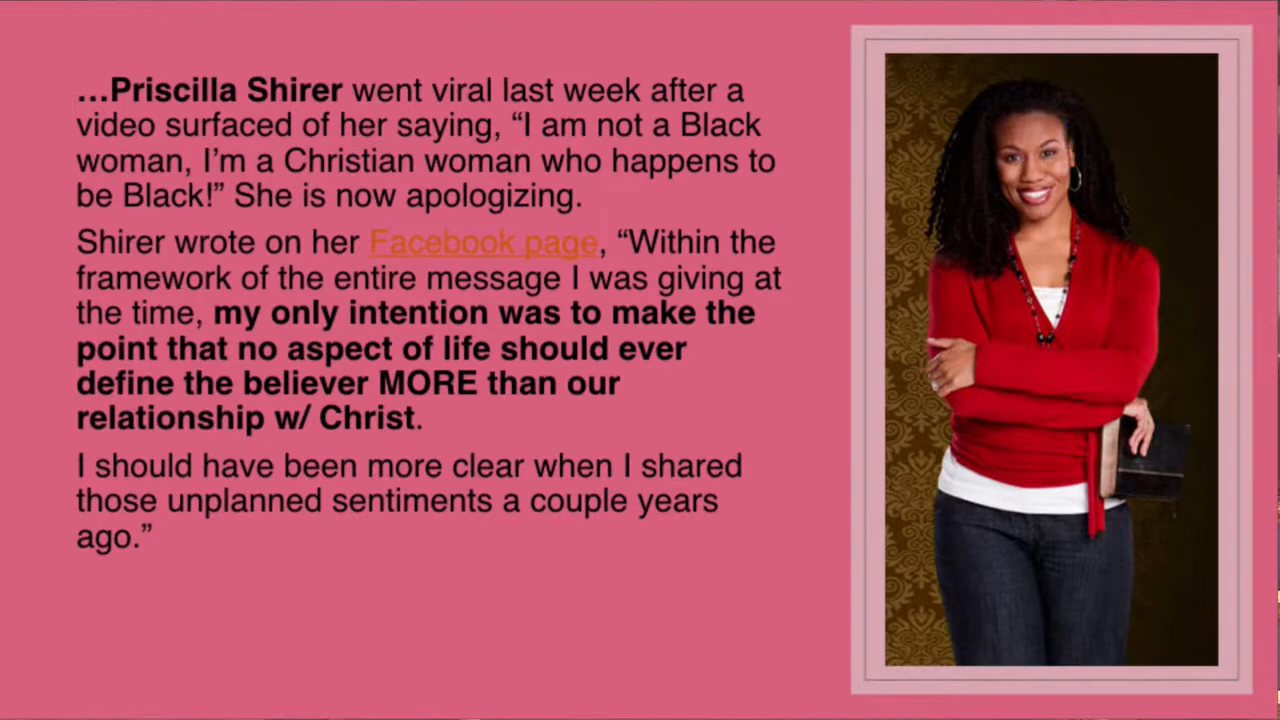 …Priscilla Shirer went viral last week after a
video surfaced of her saying, “I am not a Black
woman, I’m a Christian woman who happens to
be Black!” She is now apologizing.
Shirer wrote on her Facebook page, “Within the
framework of the entire message I was giving at
the time, my only intention was to make the
point that no aspect of life should ever
define the believer MORE than our
relationship w/ Christ.
I should have been more clear when I shared
those unplanned sentiments a couple years
ago.”